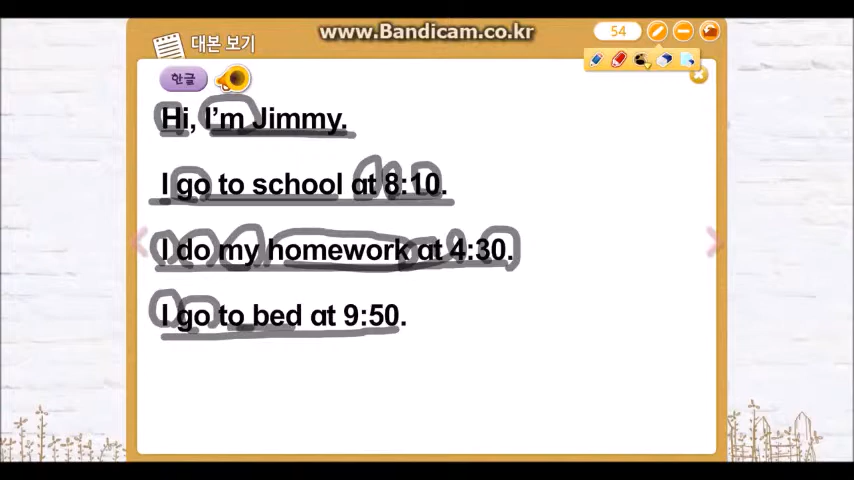 www.Bandicam.co.kr
대본 보기
54
한글
Hi, I'm Jimmy.
I go to school at 8:10.
I do my homework at 4:30.
I go to bed at 9:50.